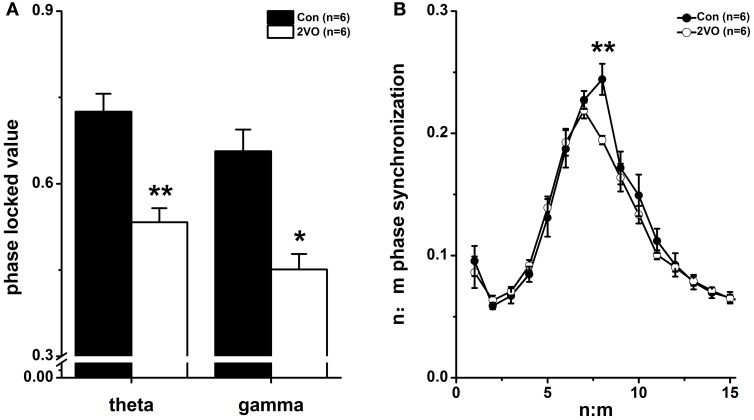 A
Con (n=6)
2VO (n=6)
phase locked value
0.9
0.6
0.3
0.00
**
*
theta
gamma
B
Con (n=6)
2VO (n=6)
n: m phase synchronization
0.3
0.2
0.1
0.0
**
0
5
10
15
n:m